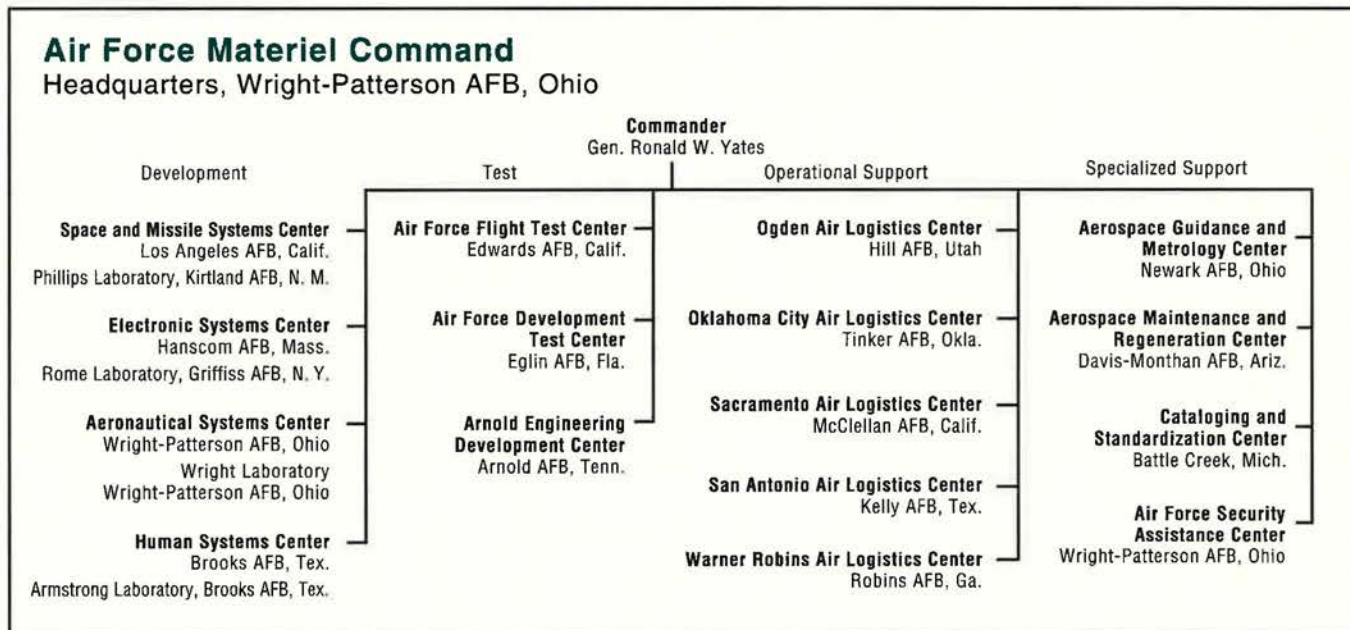 Air Force Materiel Command
Headquarters, Wright-Patterson AFB, Ohio
Commander
Gen. Ronald W. Yates
Development
Space and Missile Systems Center
Los Angeles AFB, Calif.
Phillips Laboratory, Kirtland AFB, N. M.
Electronic Systems Center
Hanscom AFB, Mass.
Rome Laboratory, Griffiss AFB, N. Y.
Aeronautical Systems Center
Wright-Patterson AFB, Ohio
Wright Laboratory
Wright-Patterson AFB, Ohio
Human Systems Center
Brooks AFB, Tex.
Armstrong Laboratory, Brooks AFB, Tex.
Test
Air Force Flight Test Center
Edwards AFB, Calif.
Air Force Development
Test Center
Eglin AFB, Fla.
Arnold Engineering
Development Center
Arnold AFB, Tenn.
Operational Support
Ogden Air Logistics Center
Hill AFB, Utah
Oklahoma City Air Logistics Center
Tinker AFB, Okla.
Sacramento Air Logistics Center
McClellan AFB, Calif.
San Antonio Air Logistics Center
Kelly AFB, Tex.
Warner Robins Air Logistics Center
Robins AFB, Ga.
Specialized Support
Aerospace Guidance and
Metrology Center
Newark AFB, Ohio
Aerospace Maintenance and
Regeneration Center
Davis-Monthan AFB, Ariz.
Cataloging and
Standardization Center
Battle Creek, Mich.
Air Force Security
Assistance Center
Wright-Patterson AFB, Ohio